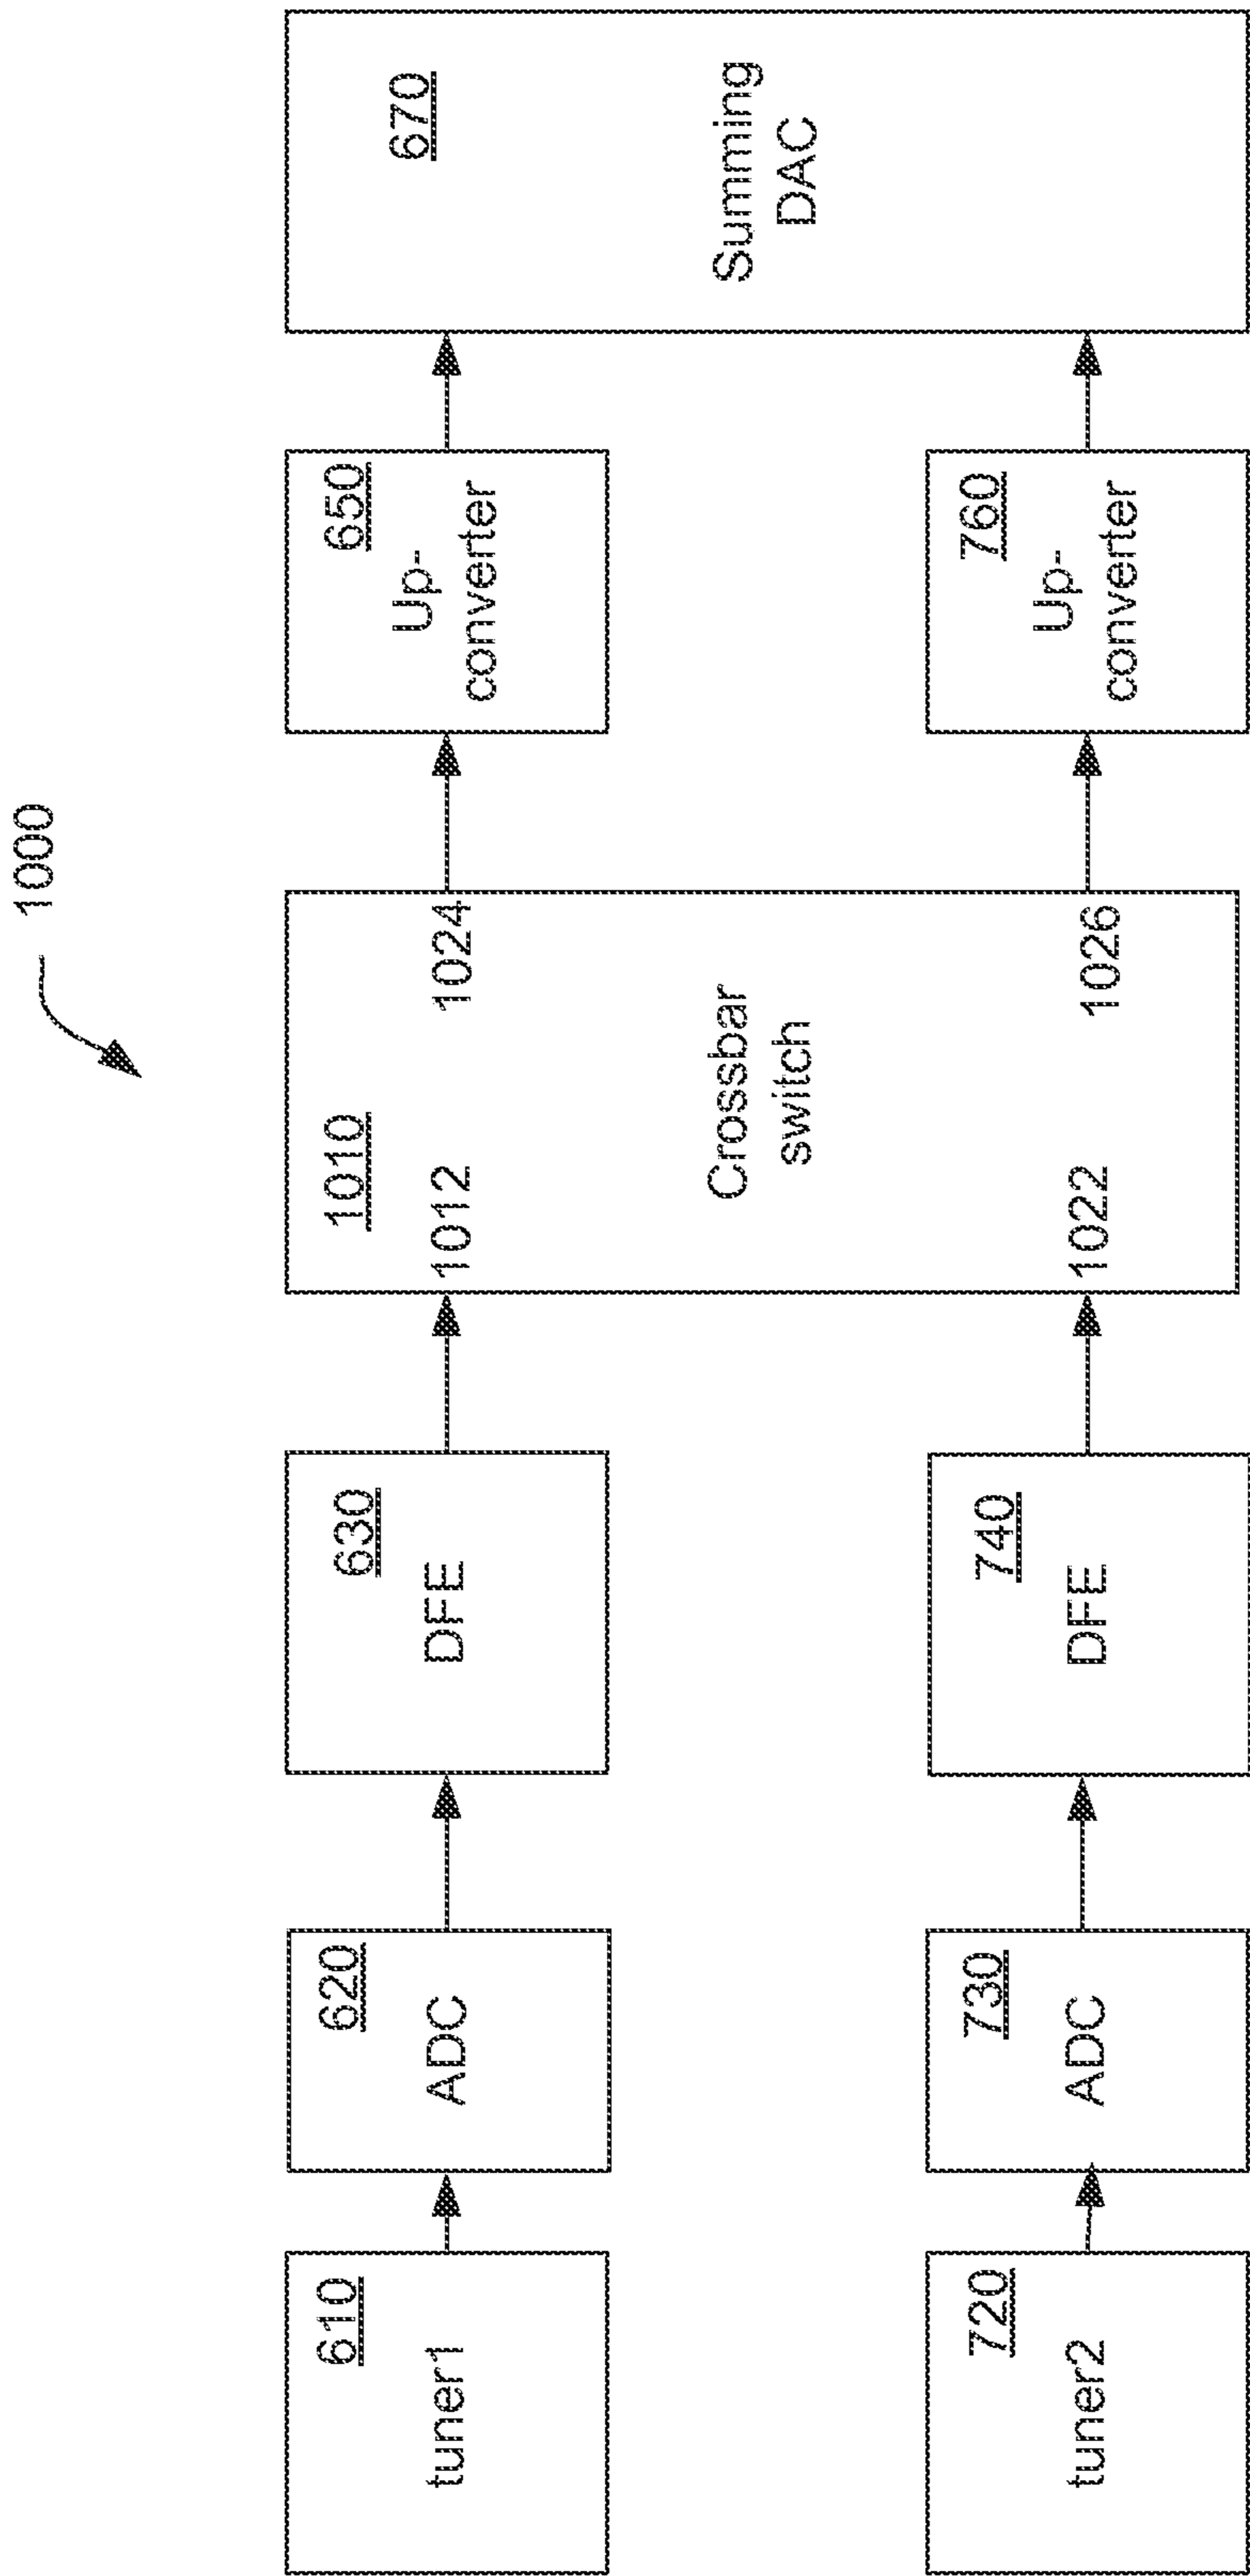 1000
610
tuner1
620
ADC
630
DFE
1010
1012
1024
Crossbar
switch
1022
1026
650
Up-
converter
670
Summing
DAC
720
tuner2
730
ADC
740
DFE
760
Up-
converter